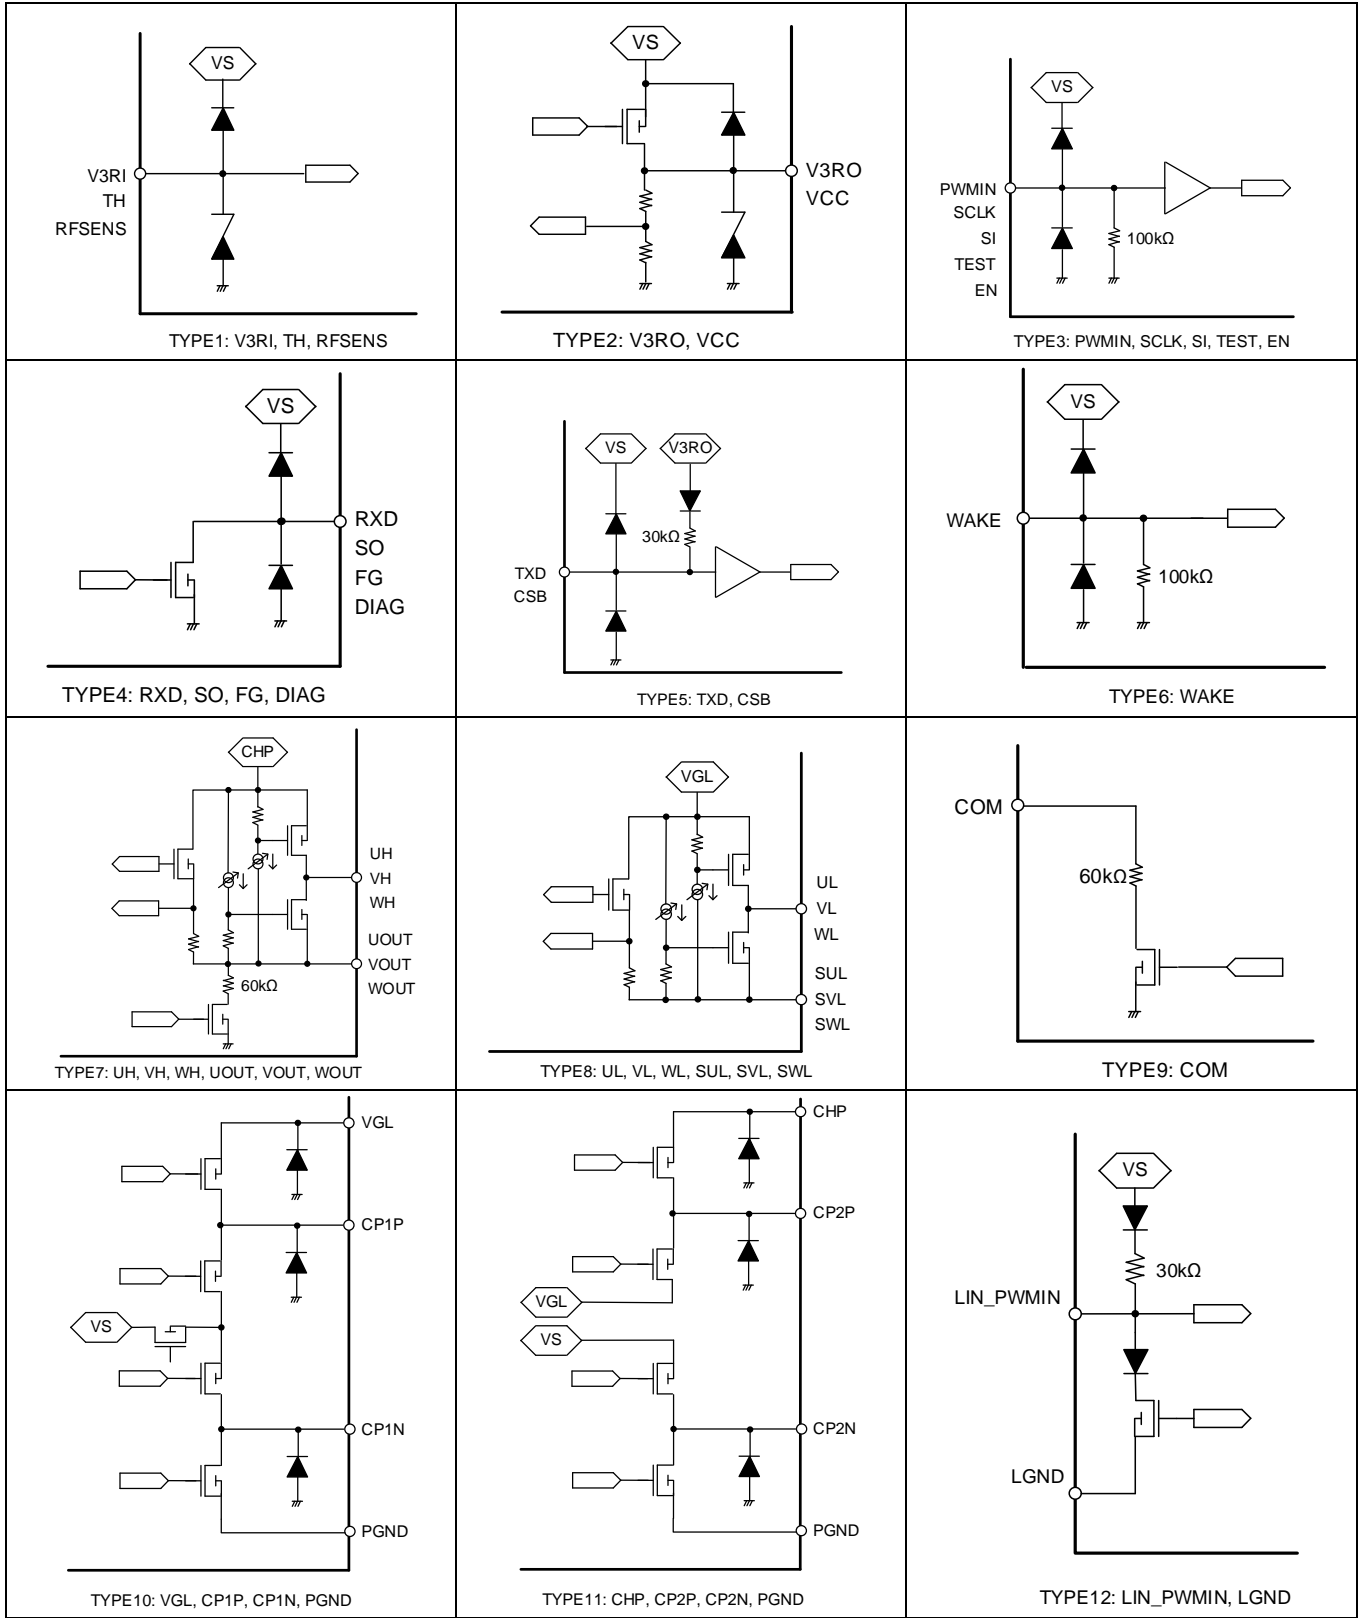 VS
V3RI
TH
RFSENS
TYPE1: V3RI, TH, RFSENS
VS
V3RO
VCC
TYPE2: V3RO, VCC
VS
PWMIN
SCLK
SI
TEST
EN
100kΩ
TYPE3: PWMIN, SCLK, SI, TEST, EN
VS
RXD
SO
FG
DIAG
TYPE4: RXD, SO, FG, DIAG
VS
V3RO
30kΩ
TXD
CSB
TYPE5: TXD, CSB
VS
WAKE
100kΩ
TYPE6: WAKE
CHP
UH
VH
WH
UOUT
VOUT
WOUT
60kΩ
TYPE7: UH, VH, WH, UOUT, VOUT, WOUT
VGL
UL
VL
WL
SUL
SVL
SWL
TYPE8: UL, VL, WL, SUL, SVL, SWL
COM
60kΩ
TYPE9: COM
VGL
CP1P
VS
CP1N
PGND
TYPE10: VGL, CP1P, CP1N, PGND
CHP
CP2P
VGL
VS
CP2N
PGND
TYPE11: CHP, CP2P, CP2N, PGND
VS
30kΩ
LIN_PWMIN
LGND
TYPE12: LIN_PWMIN, LGND